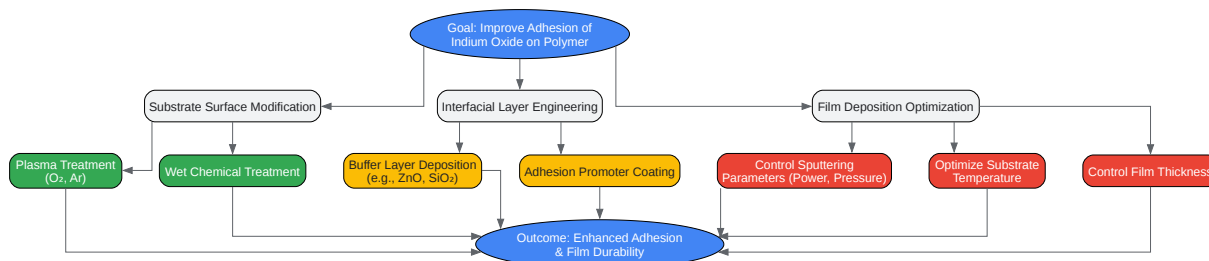 Goal: Improve Adhesion of
Indium Oxide on Polymer
Substrate Surface Modification
Interfacial Layer Engineering
Film Deposition Optimization
Plasma Treatment
(O₂, Ar)
Wet Chemical Treatment
Buffer Layer Deposition
(e.g., ZnO, SiO₂)
Adhesion Promoter Coating
Control Sputtering
Parameters (Power, Pressure)
Optimize Substrate
Temperature
Control Film Thickness
Outcome: Enhanced Adhesion
& Film Durability